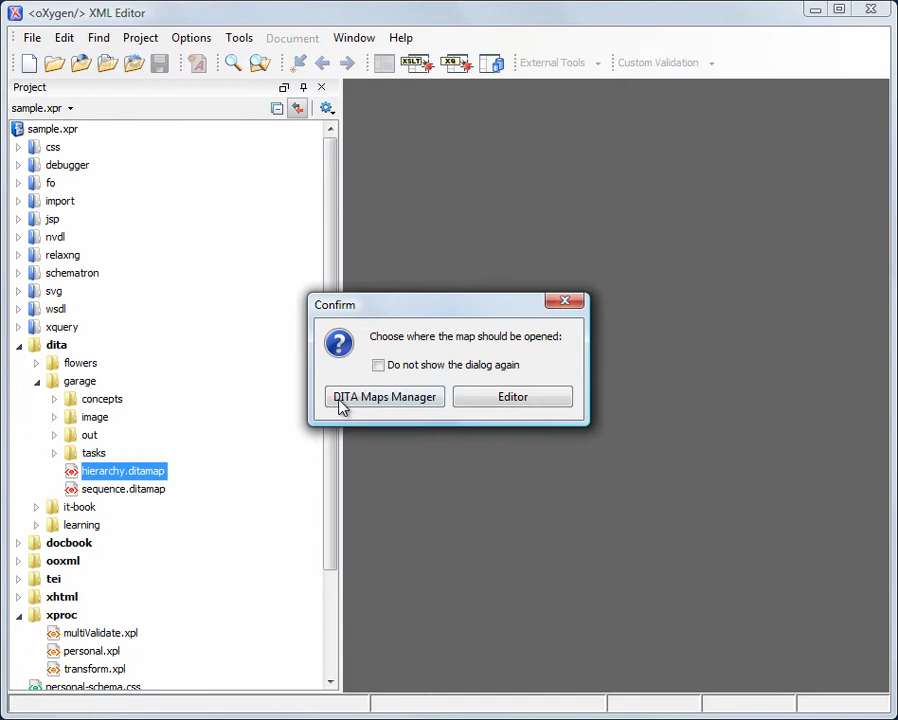 <oXygen/> XML Editor
File Edit Find Project Options Tools Document Window Help
XSLT XQ External Tools Custom Validation
Project
sample.xpr
sample.xpr
css
debugger
fo
import
jsp
nvdl
relaxng
schematron
svg
wsdl
xquery
dita
flowers
garage
concepts
image
out
tasks
hierarchy.ditamap
sequence.ditamap
it-book
learning
docbook
ooxml
tei
xhtml
xproc
multiValidate.xpl
personal.xpl
transform.xpl
personal-schema.css
Confirm
Choose where the map should be opened:
Do not show the dialog again
DITA Maps Manager Editor